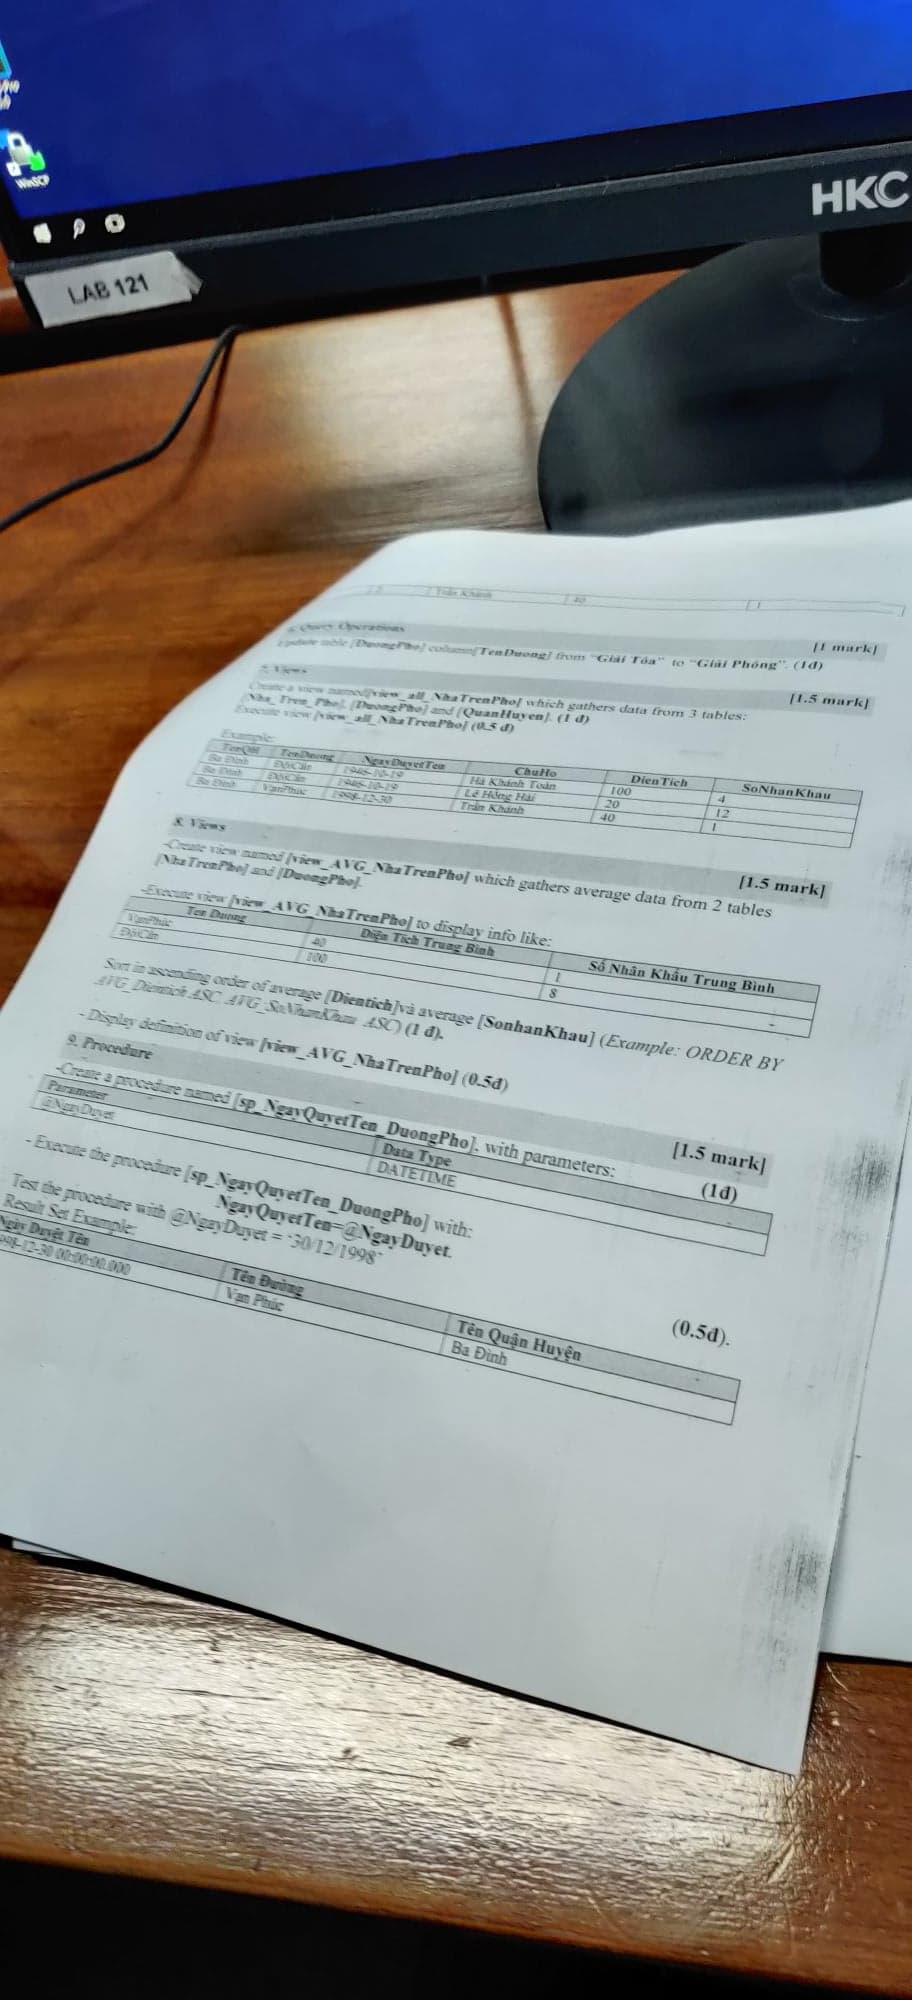 WinSCP
HKC
LAB 121
Trần Khánh 40 1
Query Operations [1 mark]
Update table [DuongPho] column[TenDuong] from “Giải Tỏa” to “Giải Phóng”. (1đ)
7. Views [1.5 mark]
Create a view named[view_all_NhaTrenPho] which gathers data from 3 tables:
[Nha_Tren_Pho], [DuongPho] and [QuanHuyen]. (1 đ)
Execute view [view_all_NhaTrenPho] (0.5 đ)
Example:
TenQH TenDuong NgayDuyetTen ChuHo DienTich SoNhanKhau
Ba Đình ĐộiCấn 1946-10-19 Hà Khánh Toàn 100 4
Ba Đình ĐộiCấn 1946-10-19 Lê Hồng Hải 20 12
Ba Đình VạnPhúc 1998-12-30 Trần Khánh 40 1
8. Views [1.5 mark]
-Create view named [view_AVG_NhaTrenPho] which gathers average data from 2 tables
[NhaTrenPho] and [DuongPho].
-Execute view [view_AVG_NhaTrenPho] to display info like:
Ten Duong Diện Tích Trung Bình Số Nhân Khẩu Trung Bình
VạnPhúc 40 1
ĐộiCấn 100 8
Sort in ascending order of average [Dientich]và average [SonhanKhau] (Example: ORDER BY
AVG_Dientich ASC, AVG_SoNhanKhau ASC) (1 đ).
- Display definition of view [view_AVG_NhaTrenPho] (0.5đ)
9. Procedure [1.5 mark]
-Create a procedure named [sp_NgayQuyetTen_DuongPho], with parameters: (1đ)
Parameter Data Type
@NgayDuyet DATETIME
- Execute the procedure [sp_NgayQuyetTen_DuongPho] with:
NgayQuyetTen=@NgayDuyet.
Test the procedure with @NgayDuyet = ‘30/12/1998’ (0.5đ).
Result Set Example:
Ngày Duyệt Tên Tên Đường Tên Quận Huyện
998-12-30 00:00:00.000 Vạn Phúc Ba Đình